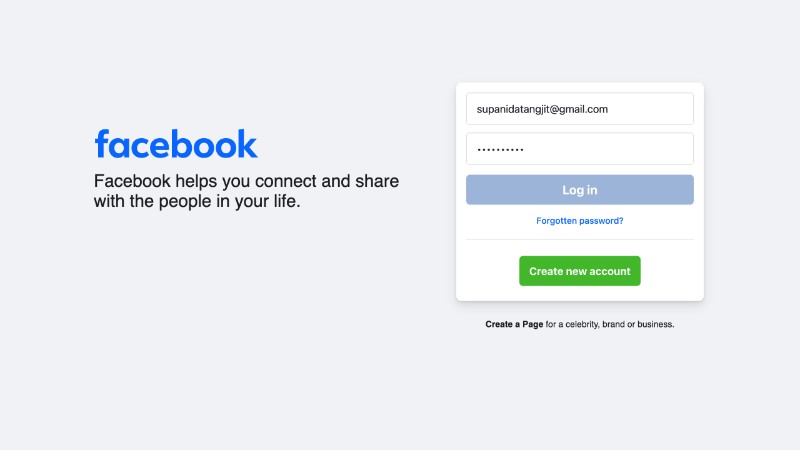 facebook
Facebook helps you connect and share
with the people in your life.
supanidatangjit@gmail.com
••••••••••
Log in
Forgotten password?
Create new account
Create a Page for a celebrity, brand or business.